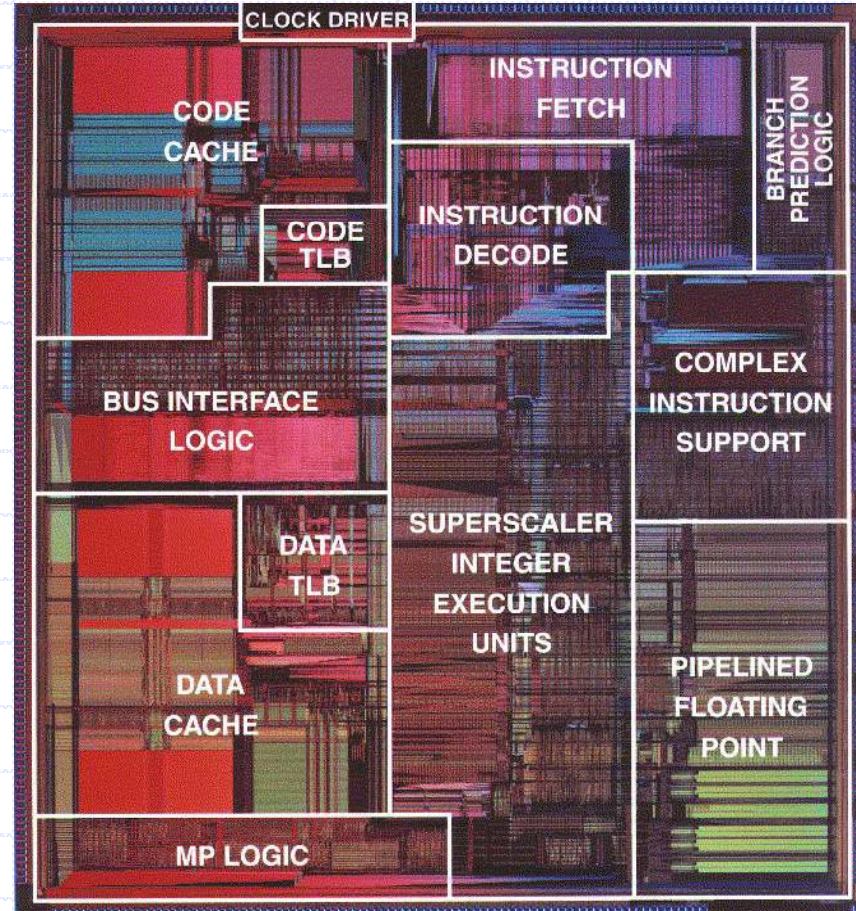 CLOCK DRIVER
CODE
CACHE
INSTRUCTION
FETCH
BRANCH
PREDICTION
LOGIC
CODE
TLB
INSTRUCTION
DECODE
BUS INTERFACE
LOGIC
COMPLEX
INSTRUCTION
SUPPORT
DATA
TLB
SUPERSCALER
INTEGER
EXECUTION
UNITS
DATA
CACHE
PIPELINED
FLOATING
POINT
MP LOGIC